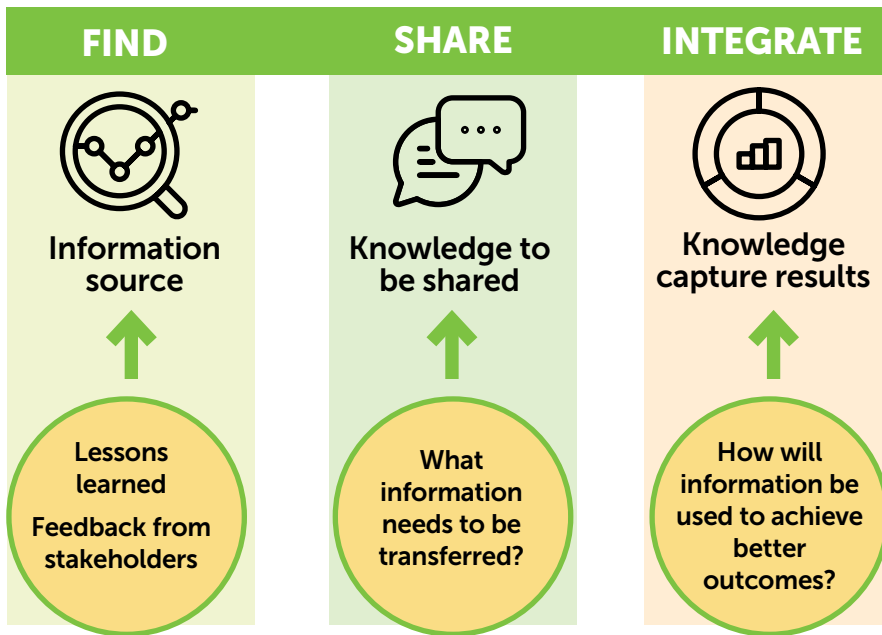 FIND
Information
source
Lessons
learned
Feedback from
stakeholders
SHARE
Knowledge to
be shared
What
information
needs to be
transferred?
INTEGRATE
Knowledge
capture results
How will
information be
used to achieve
better
outcomes?